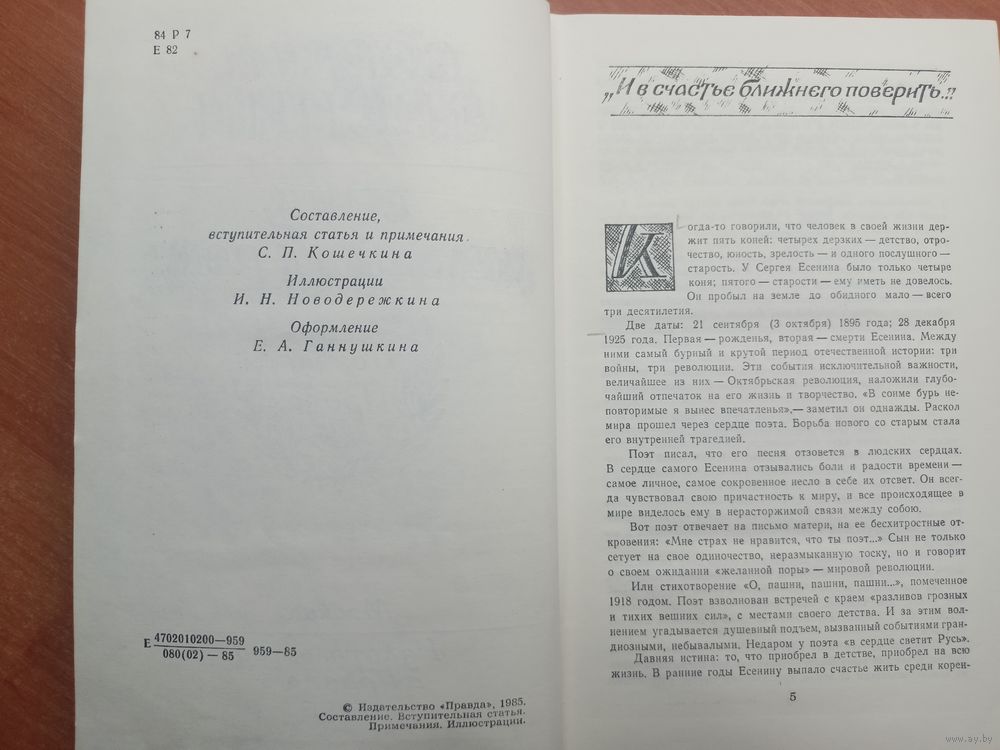 84 Р 7
Е 82
Составление,
вступительная статья и примечания
С. П. Кошечкина
Иллюстрации
И. Н. Новодережкина
Оформление
Е. А. Ганнушкина
Е 4702010200—959
080(02) — 85 959—85
© Издательство «Правда», 1985.
Составление. Вступительная статья.
Примечания. Иллюстрации.
„И в счастье ближнего поверить..."
Когда-то говорили, что человек в своей жизни дер-
жит пять коней: четырех дерзких — детство, отро-
чество, юность, зрелость — и одного послушного —
старость. У Сергея Есенина было только четыре
коня; пятого — старости — ему иметь не довелось.
Он пробыл на земле до обидного мало — всего
три десятилетия.
Две даты: 21 сентября (3 октября) 1895 года; 28 декабря
1925 года. Первая — рожденья, вторая — смерти Есенина. Между
ними самый бурный и крутой период отечественной истории: три
войны, три революции. Эти события исключительной важности,
величайшее из них — Октябрьская революция, наложили глубо-
чайший отпечаток на его жизнь и творчество. «В сонме бурь не-
повторимые я вынес впечатленья»,— заметил он однажды. Раскол
мира прошел через сердце поэта. Борьба нового со старым стала
его внутренней трагедией.
Поэт писал, что его песня отзовется в людских сердцах.
В сердце самого Есенина отзывались боли и радости времени —
самое личное, самое сокровенное несло в себе их отсвет. Он всег-
да чувствовал свою причастность к миру, и все происходящее в
мире виделось ему в нерасторжимой связи между собою.
Вот поэт отвечает на письмо матери, на ее бесхитростные от-
кровения: «Мне страх не нравится, что ты поэт...» Сын не только
сетует на свое одиночество, неразмыканную тоску, но и говорит
о своем ожидании «желанной поры» — мировой революции.
Или стихотворение «О, пашни, пашни, пашни...», помеченное
1918 годом. Поэт взволнован встречей с краем «разливов грозных
и тихих вешних сил», с местами своего детства. И за этим вол-
нением угадывается душевный подъем, вызванный событиями гран-
диозными, небывалыми. Недаром у поэта «в сердце светит Русь».
Давняя истина: то, что приобрел в детстве, приобрел на всю
жизнь. В ранние годы Есенину выпало счастье жить среди корен-
5
www.ay.by